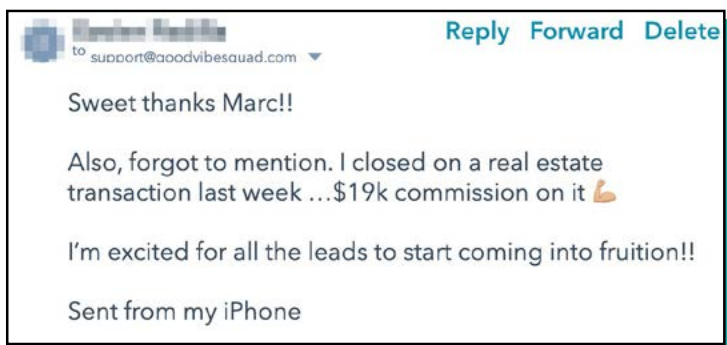 Reply Forward Delete
to support@goodvibesquad.com
Sweet thanks Marc!!
Also, forgot to mention. I closed on a real estate
transaction last week ...$19k commission on it 💪🏼
I'm excited for all the leads to start coming into fruition!!
Sent from my iPhone